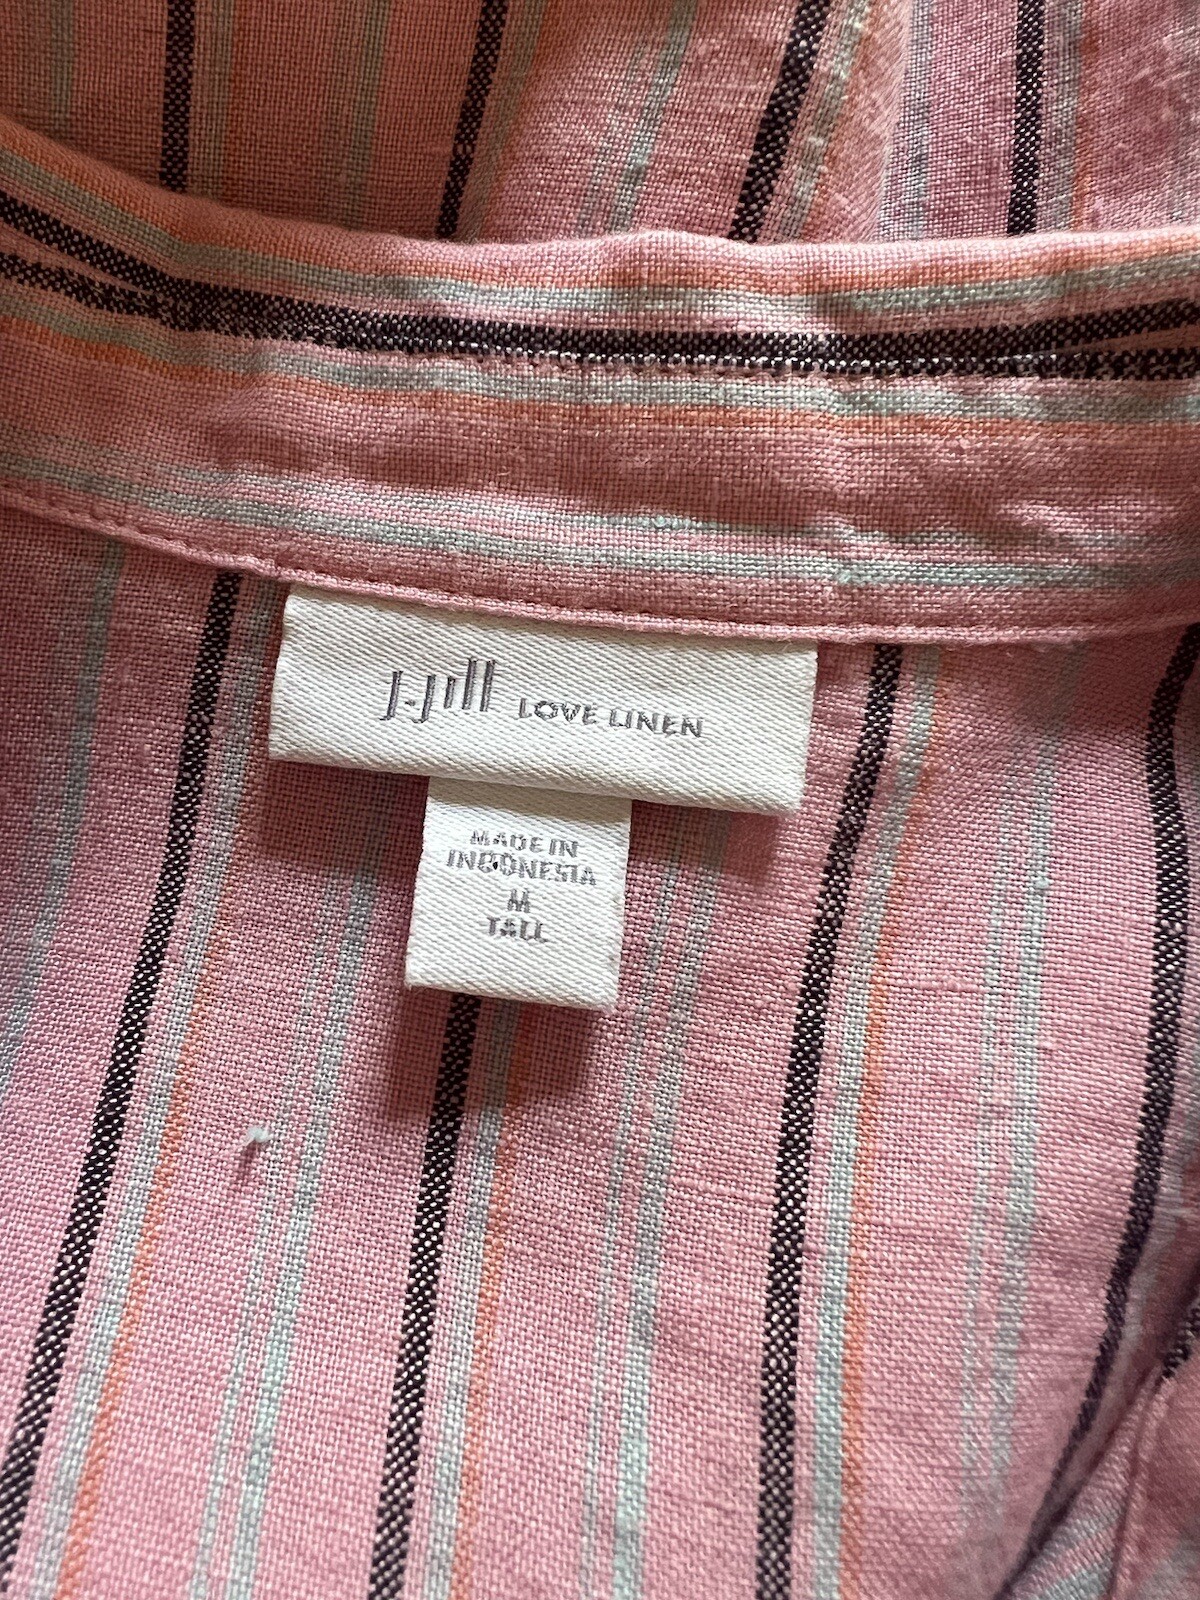 J.Jill LOVE LINEN
MADE IN
INDONESIA
M
TALL